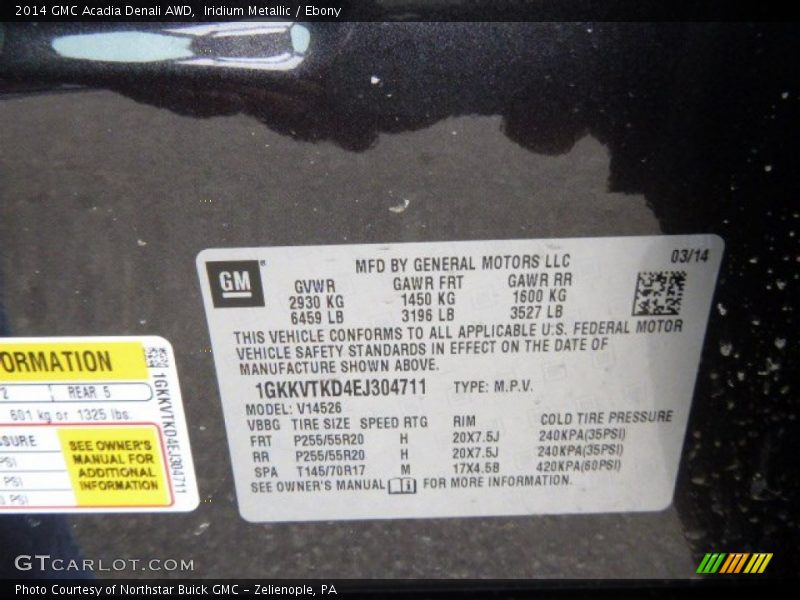 2014 GMC Acadia Denali AWD, Iridium Metallic / Ebony
GM
MFD BY GENERAL MOTORS LLC
03/14
GVWR GAWR FRT GAWR RR
2930 KG 1450 KG 1600 KG
6459 LB 3196 LB 3527 LB
THIS VEHICLE CONFORMS TO ALL APPLICABLE U.S. FEDERAL MOTOR
VEHICLE SAFETY STANDARDS IN EFFECT ON THE DATE OF
MANUFACTURE SHOWN ABOVE.
1GKKVTKD4EJ304711 TYPE: M.P.V.
MODEL: V14526
VBBG TIRE SIZE SPEED RTG RIM COLD TIRE PRESSURE
FRT P255/55R20 H 20X7.5J 240KPA(35PSI)
RR P255/55R20 H 20X7.5J 240KPA(35PSI)
SPA T145/70R17 M 17X4.5B 420KPA(60PSI)
SEE OWNER'S MANUAL FOR MORE INFORMATION.
ORMATION
2 REAR 5
601 kg or 1325 lbs.
SSURE
PSI
PSI
PSI
SEE OWNER'S
MANUAL FOR
ADDITIONAL
INFORMATION
1GKKVTKD4EJ304711
GTCarlot.com
Photo Courtesy of Northstar Buick GMC - Zelienople, PA